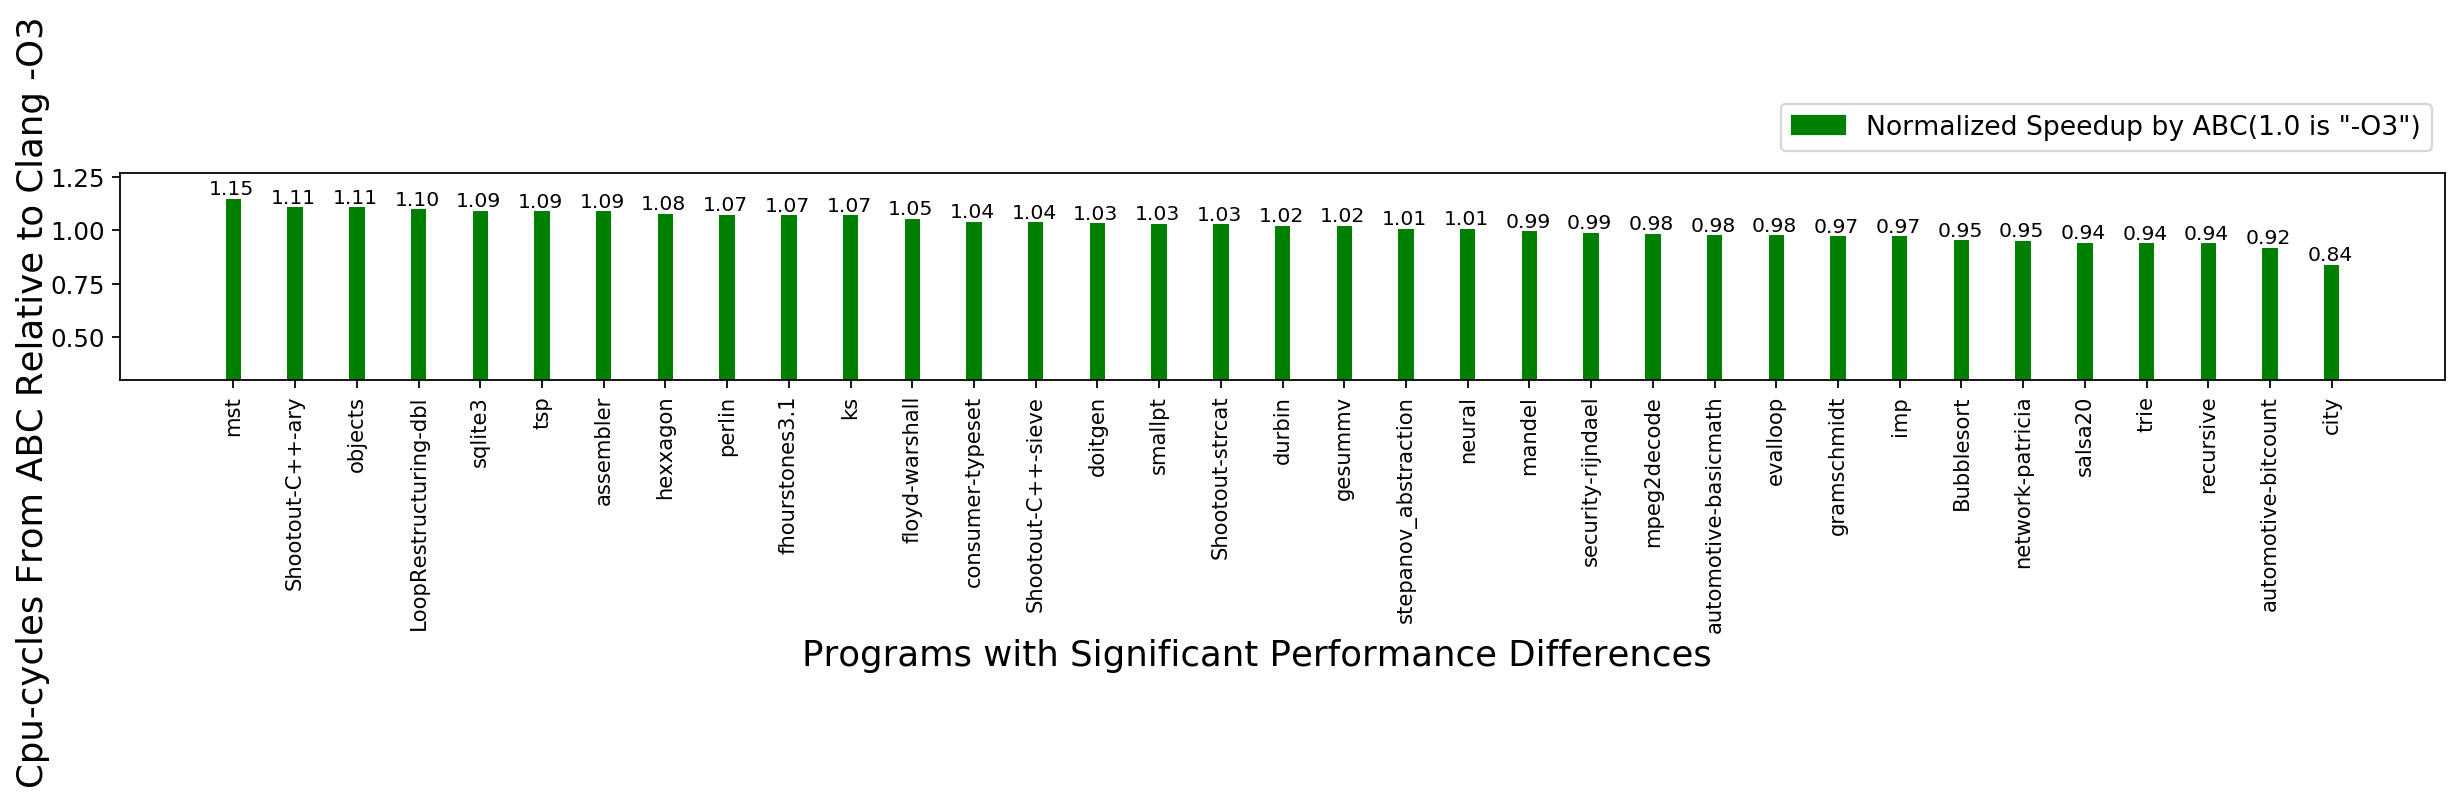 Cpu-cycles From ABC Relative to Clang -O3
Normalized Speedup by ABC(1.0 is "-O3")
1.25
1.00
0.75
0.50
1.15
1.11
1.11
1.10
1.09
1.09
1.09
1.08
1.07
1.07
1.07
1.05
1.04
1.04
1.03
1.03
1.03
1.02
1.02
1.01
1.01
0.99
0.99
0.98
0.98
0.98
0.97
0.97
0.95
0.95
0.94
0.94
0.94
0.92
0.84
mst
Shootout-C++-ary
objects
LoopRestructuring-dbl
sqlite3
tsp
assembler
hexxagon
perlin
fhourstones3.1
ks
floyd-warshall
consumer-typeset
Shootout-C++-sieve
doitgen
smallpt
Shootout-strcat
durbin
gesummv
stepanov_abstraction
neural
mandel
security-rijndael
mpeg2decode
automotive-basicmath
evalloop
gramschmidt
imp
Bubblesort
network-patricia
salsa20
trie
recursive
automotive-bitcount
city
Programs with Significant Performance Differences